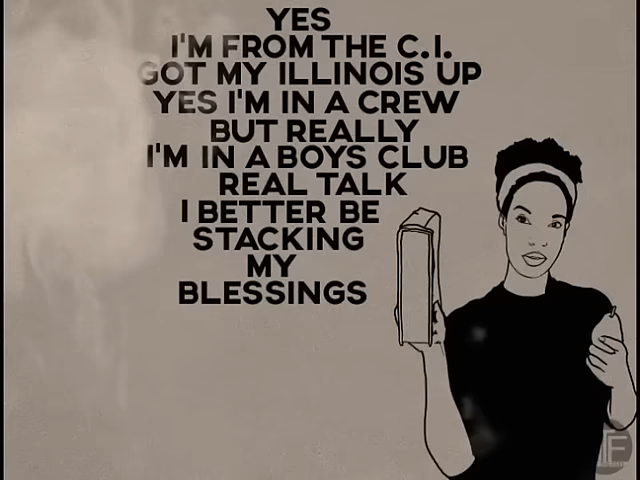 YES
I'M FROM THE C.I.
GOT MY ILLINOIS UP
YES I'M IN A CREW
BUT REALLY
I'M IN A BOYS CLUB
REAL TALK
I BETTER BE
STACKING
MY
BLESSINGS